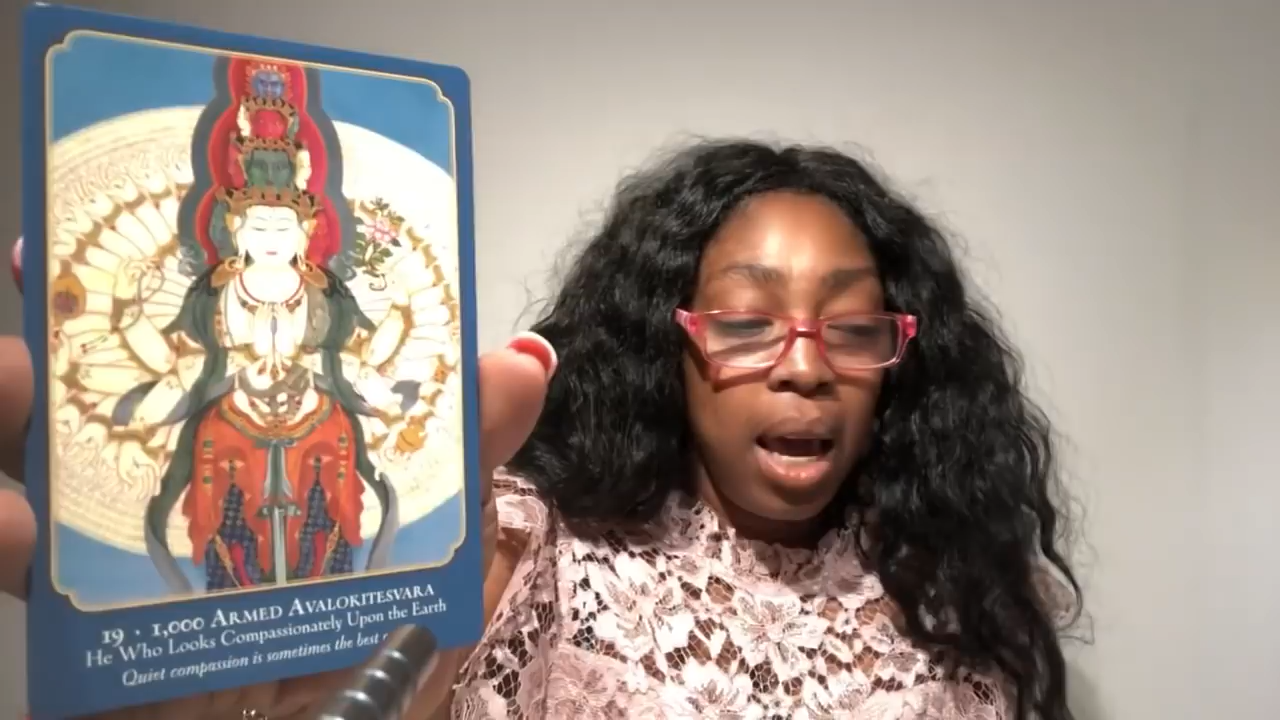 19 · 1,000 Armed Avalokitesvara
He Who Looks Compassionately Upon the Earth
Quiet compassion is sometimes the best